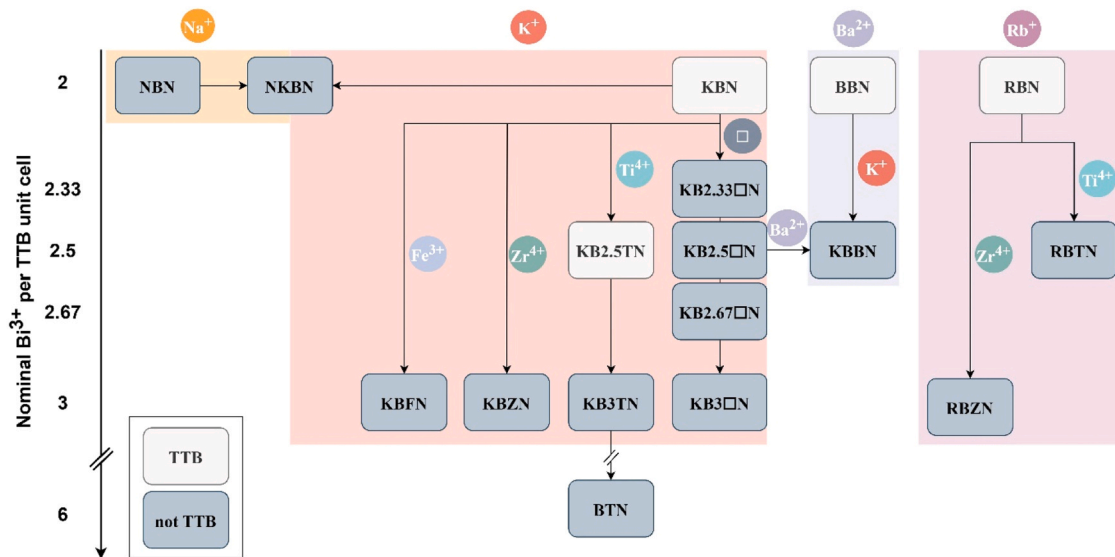 Na⁺
K⁺
Ba²⁺
Rb⁺
2
NBN
NKBN
KBN
BBN
RBN
□
Ti⁴⁺
K⁺
Ti⁴⁺
2.33
KB2.33□N
Ba²⁺
2.5
Fe³⁺
Zr⁴⁺
KB2.5TN
KB2.5□N
KBBN
Zr⁴⁺
RBTN
2.67
KB2.67□N
3
KBFN
KBZN
KB3TN
KB3□N
RBZN
6
BTN
Nominal Bi³⁺ per TTB unit cell
TTB
not TTB